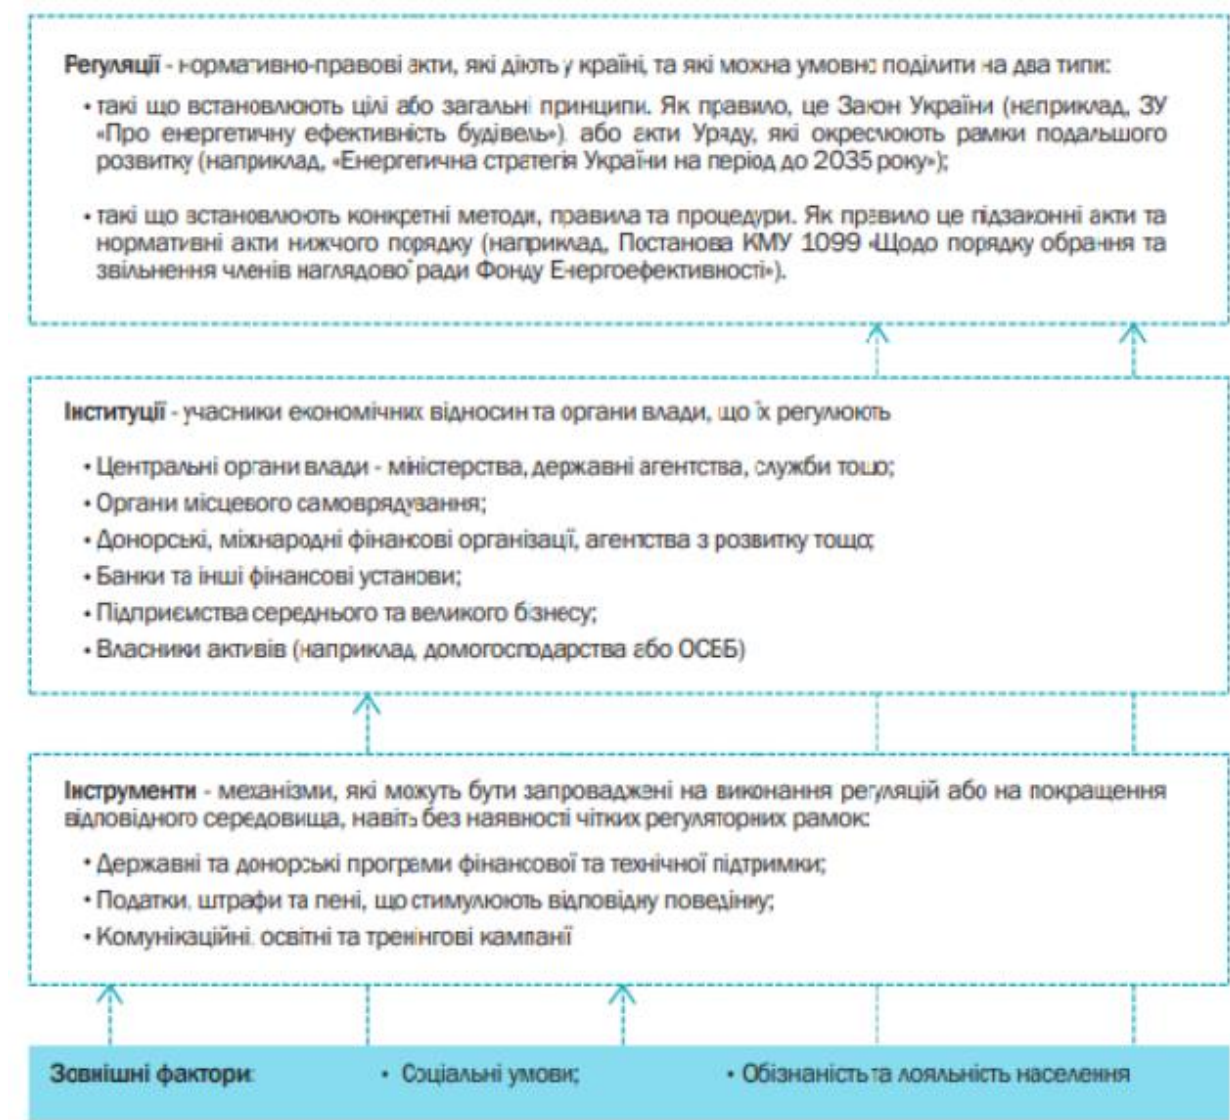 Регуляції - нормативно-правові акти, які діють у країні, та які можна умовно поділити на два типи:
• такі що встановлюють цілі або загальні принципи. Як правило, це Закон України (наприклад, ЗУ
«Про енергетичну ефективність будівель») або акти Уряду, які окреслюють рамки подальшого
розвитку (наприклад, «Енергетична стратегія України на період до 2035 року»);
• такі що встановлюють конкретні методи, правила та процедури. Як правило це підзаконні акти та
нормативні акти нижчого порядку (наприклад, Постанова КМУ 1099 «Щодо порядку обрання та
звільнення членів наглядової ради Фонду Енергоефективності»).
Інституції - учасники економічних відносин та органи влади, що їх регулюють
• Центральні органи влади - міністерства, державні агентства, служби тощо;
• Органи місцевого самоврядування;
• Донорські, міжнародні фінансові організації, агентства з розвитку тощо;
• Банки та інші фінансові установи;
• Підприємства середнього та великого бізнесу;
• Власники активів (наприклад домогосподарства або ОСББ)
Інструменти - механізми, які можуть бути запроваджені на виконання регуляцій або на покращення
відповідного середовища, навіть без наявності чітких регуляторних рамок:
• Державні та донорські програми фінансової та технічної підтримки;
• Податки, штрафи та пені, що стимулюють відповідну поведінку;
• Комунікаційні, освітні та тренінгові кампанії
Зовнішні фактори: • Соціальні умови; • Обізнаність та лояльність населення